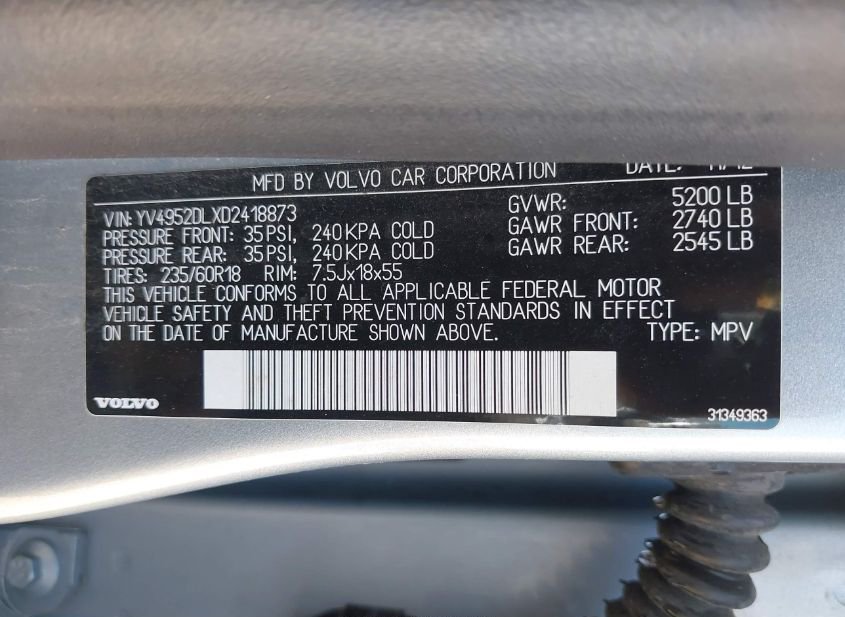 MFD BY VOLVO CAR CORPORATION
DATE:
VIN: YV4952DLXD2418873
PRESSURE FRONT: 35PSI, 240KPA COLD
PRESSURE REAR: 35PSI, 240KPA COLD
TIRES: 235/60R18 RIM: 7.5Jx18x55
GVWR: 5200 LB
GAWR FRONT: 2740 LB
GAWR REAR: 2545 LB
THIS VEHICLE CONFORMS TO ALL APPLICABLE FEDERAL MOTOR
VEHICLE SAFETY AND THEFT PREVENTION STANDARDS IN EFFECT
ON THE DATE OF MANUFACTURE SHOWN ABOVE.
TYPE: MPV
VOLVO
31349363